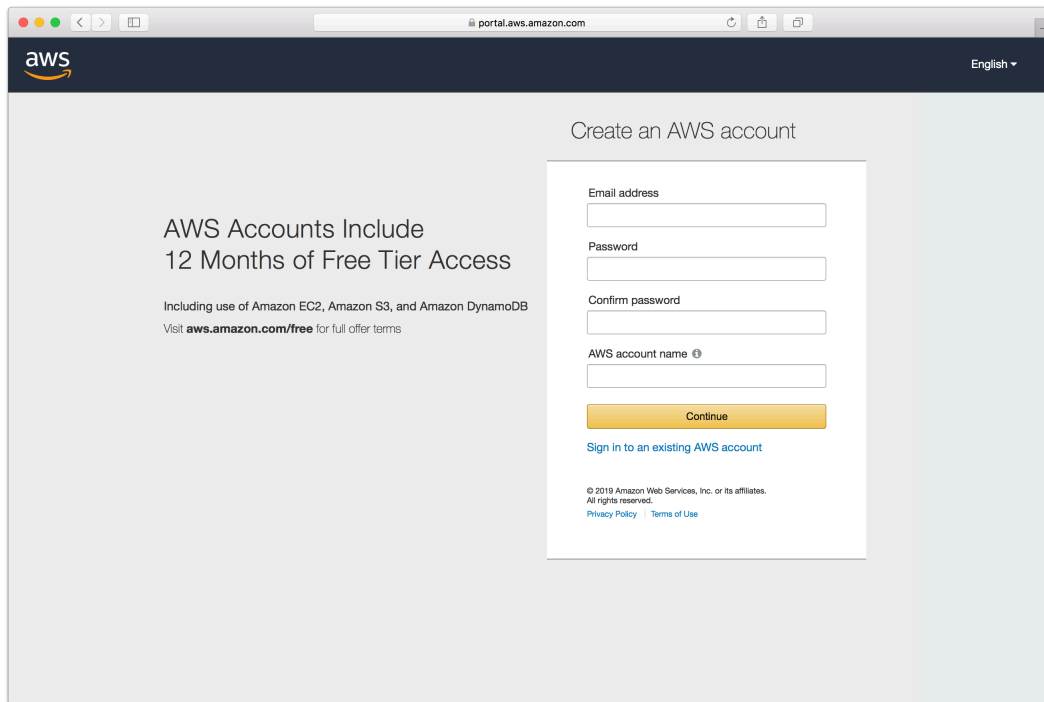 portal.aws.amazon.com
aws
English
Create an AWS account
AWS Accounts Include
12 Months of Free Tier Access
Including use of Amazon EC2, Amazon S3, and Amazon DynamoDB
Visit aws.amazon.com/free for full offer terms
Email address
Password
Confirm password
AWS account name
Continue
Sign in to an existing AWS account
© 2019 Amazon Web Services, Inc. or its affiliates.
All rights reserved.
Privacy Policy | Terms of Use